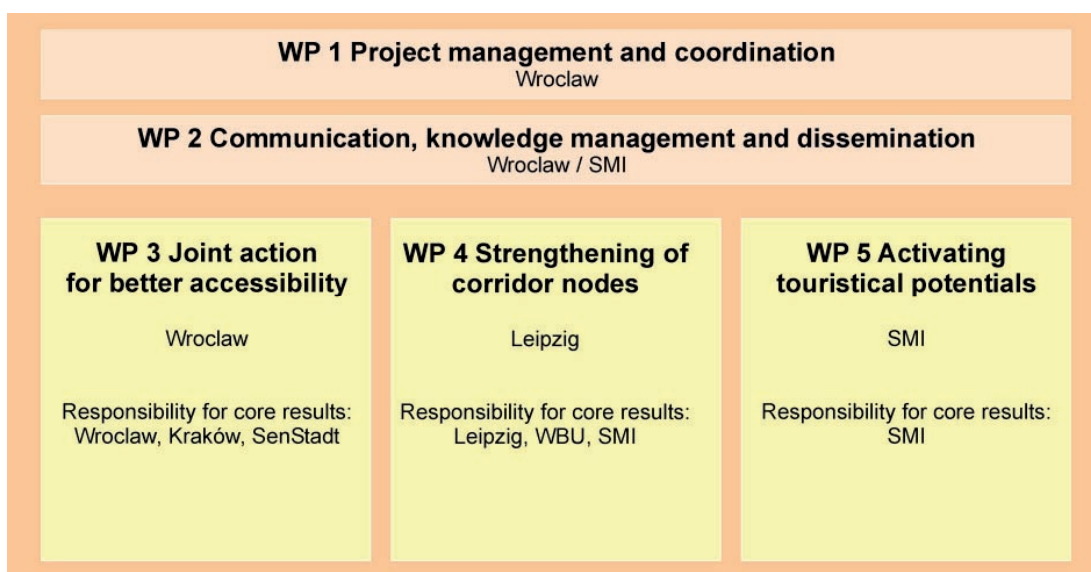 WP 1 Project management and coordination
Wroclaw
WP 2 Communication, knowledge management and dissemination
Wroclaw / SMI
WP 3 Joint action
for better accessibility
Wroclaw
Responsibility for core results:
Wroclaw, Kraków, SenStadt
WP 4 Strengthening of
corridor nodes
Leipzig
Responsibility for core results:
Leipzig, WBU, SMI
WP 5 Activating
touristical potentials
SMI
Responsibility for core results:
SMI